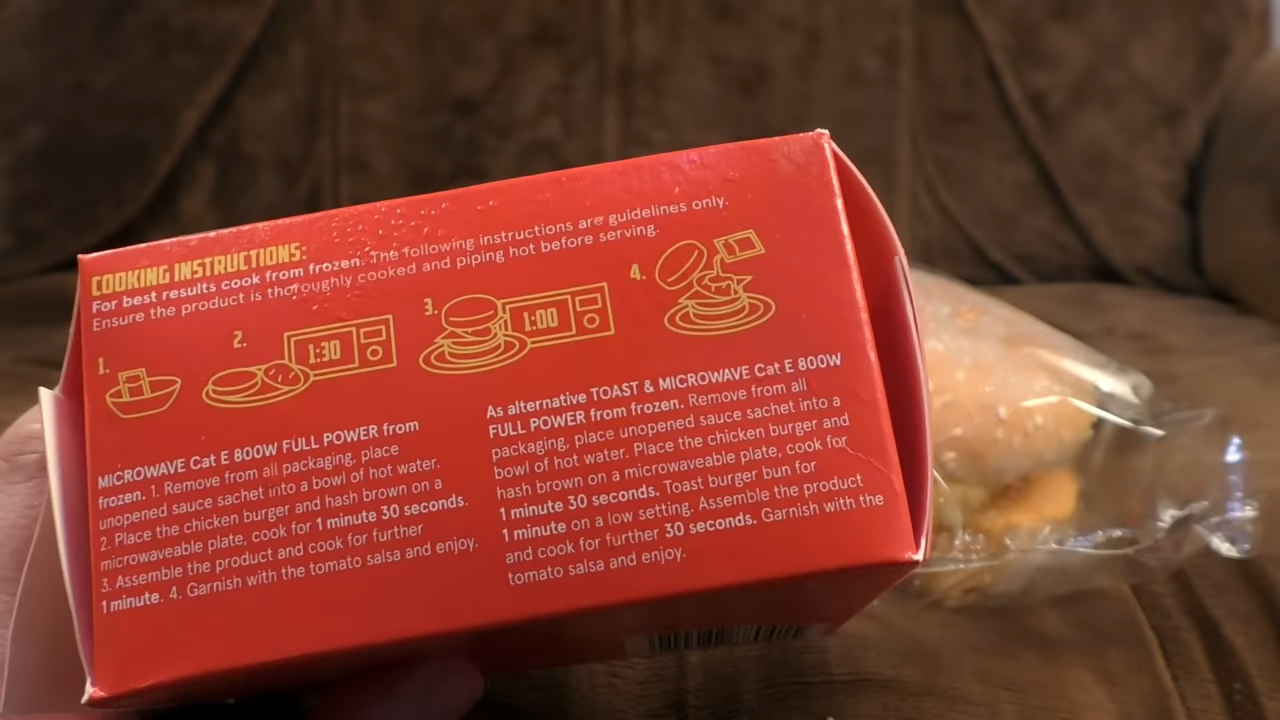 COOKING INSTRUCTIONS:
For best results cook from frozen. The following instructions are guidelines only.
Ensure the product is thoroughly cooked and piping hot before serving.
1.
2.
1:30
3.
1:00
4.
MICROWAVE Cat E 800W FULL POWER from
frozen. 1. Remove from all packaging, place
unopened sauce sachet into a bowl of hot water.
2. Place the chicken burger and hash brown on a
microwaveable plate, cook for 1 minute 30 seconds.
3. Assemble the product and cook for further
1 minute. 4. Garnish with the tomato salsa and enjoy.
As alternative TOAST & MICROWAVE Cat E 800W
FULL POWER from frozen. Remove from all
packaging, place unopened sauce sachet into a
bowl of hot water. Place the chicken burger and
hash brown on a microwaveable plate, cook for
1 minute 30 seconds. Toast burger bun for
1 minute on a low setting. Assemble the product
and cook for further 30 seconds. Garnish with the
tomato salsa and enjoy.